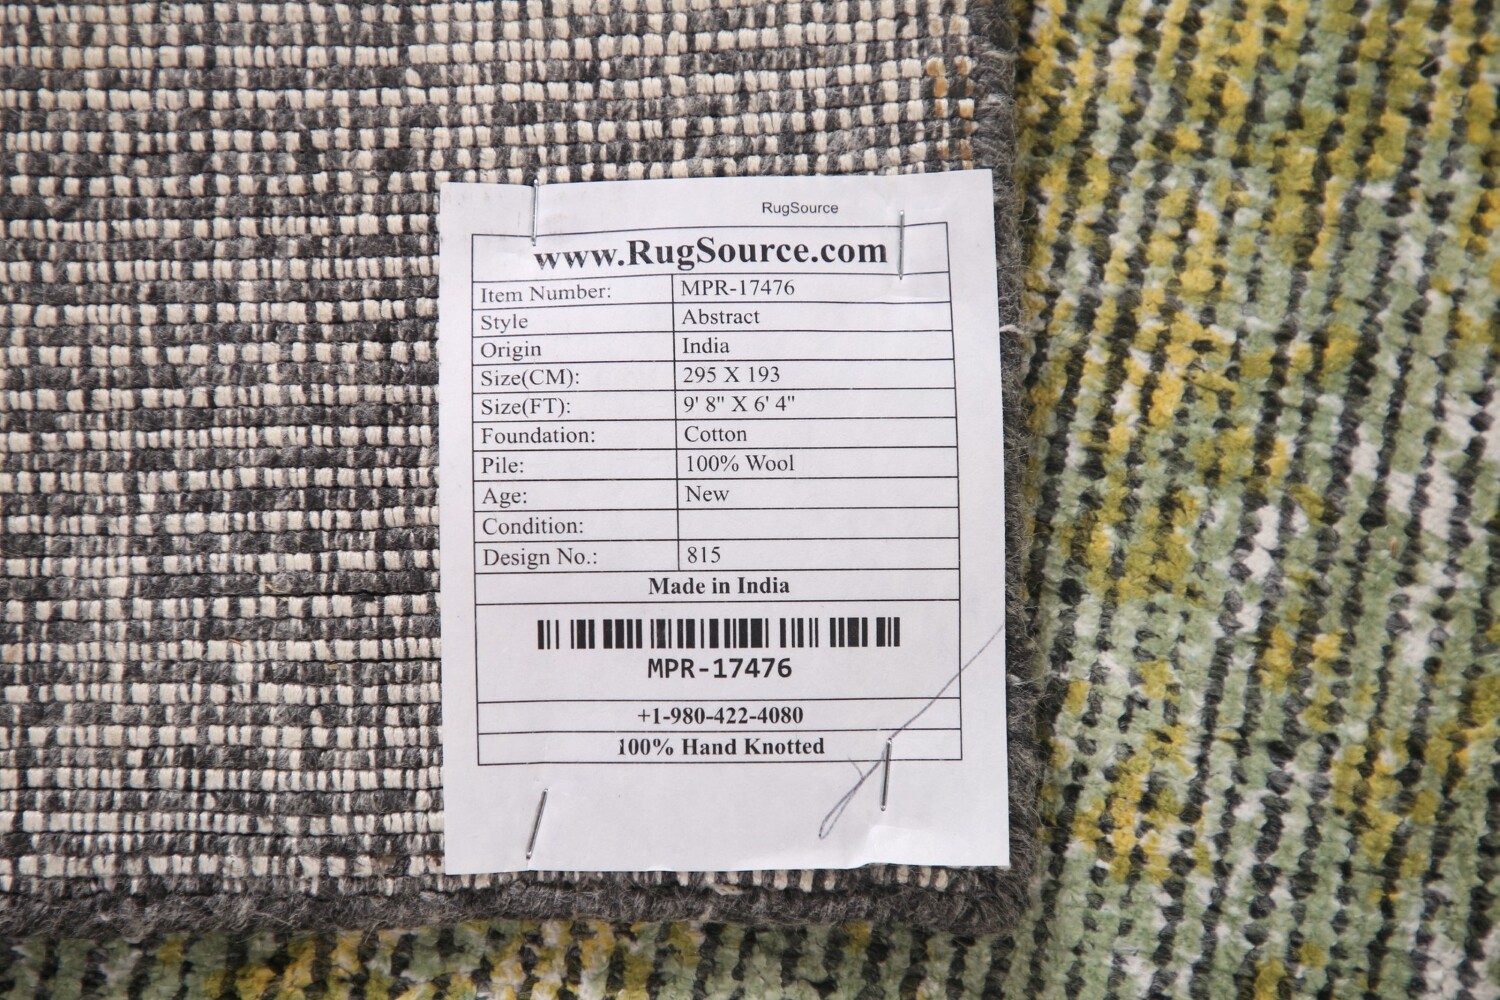 RugSource
www.RugSource.com
Item Number: MPR-17476
Style Abstract
Origin India
Size(CM): 295 X 193
Size(FT): 9' 8" X 6' 4"
Foundation: Cotton
Pile: 100% Wool
Age: New
Condition:
Design No.: 815
Made in India
MPR-17476
+1-980-422-4080
100% Hand Knotted